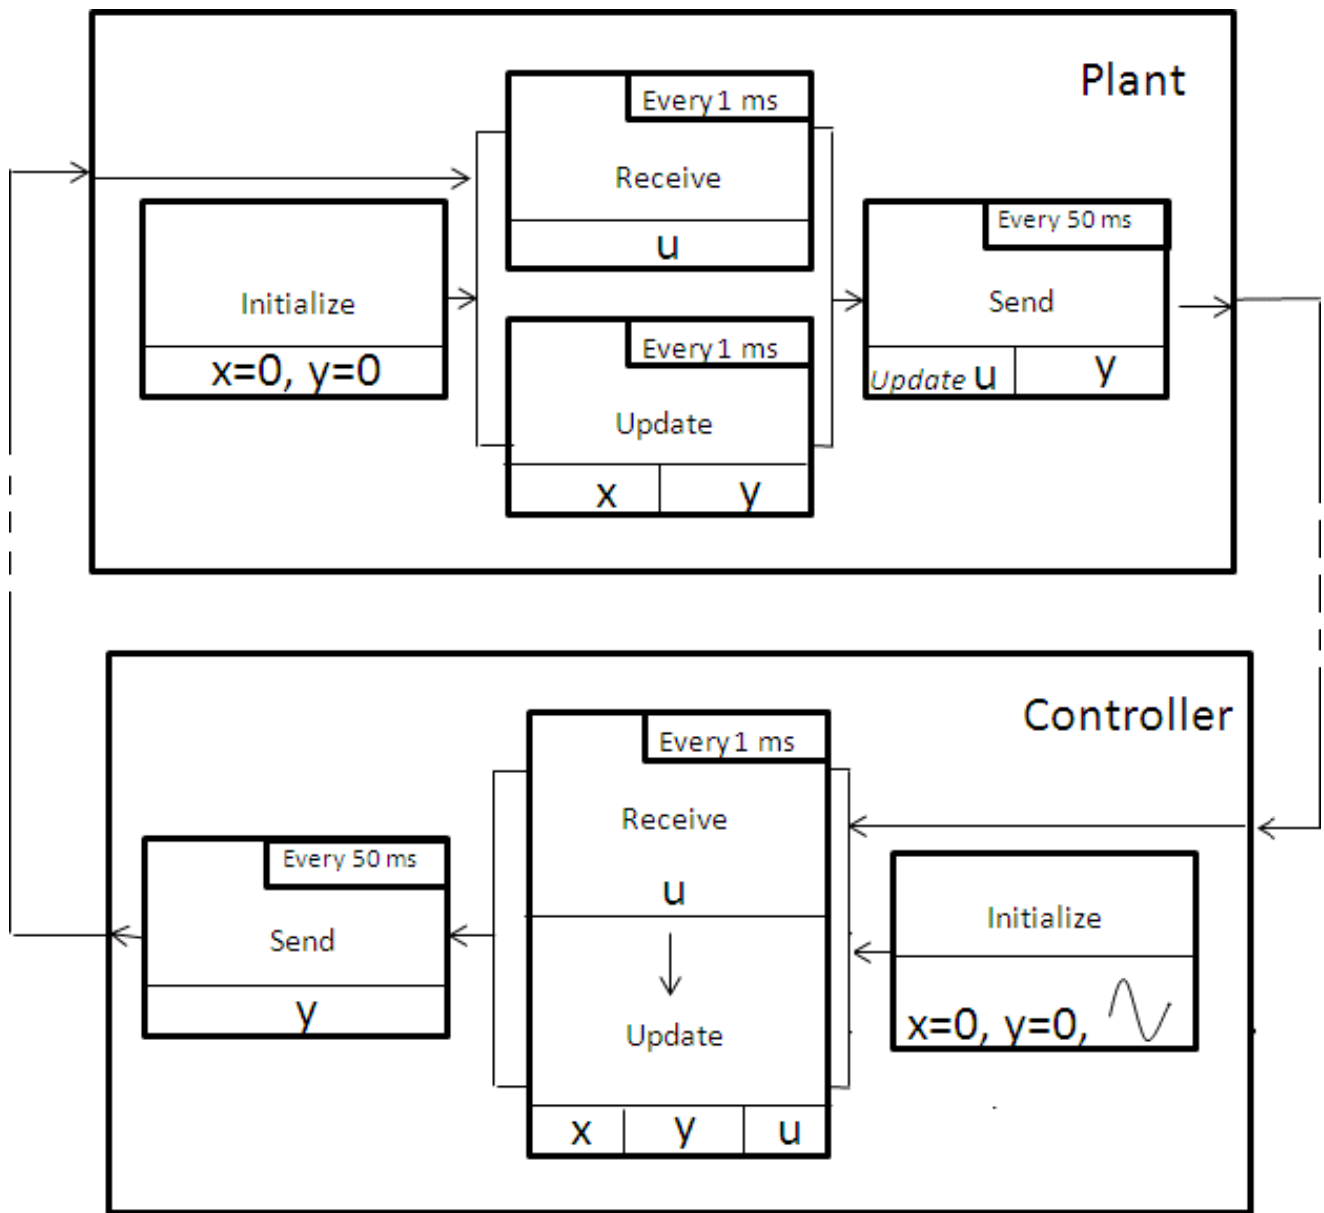 Plant
Every 1 ms
Receive
u
Initialize
x=0, y=0
Every 1 ms
Update
x y
Every 50 ms
Send
Update u y
Controller
Every 1 ms
Receive
u
Update
x y u
Initialize
x=0, y=0,
Every 50 ms
Send
y